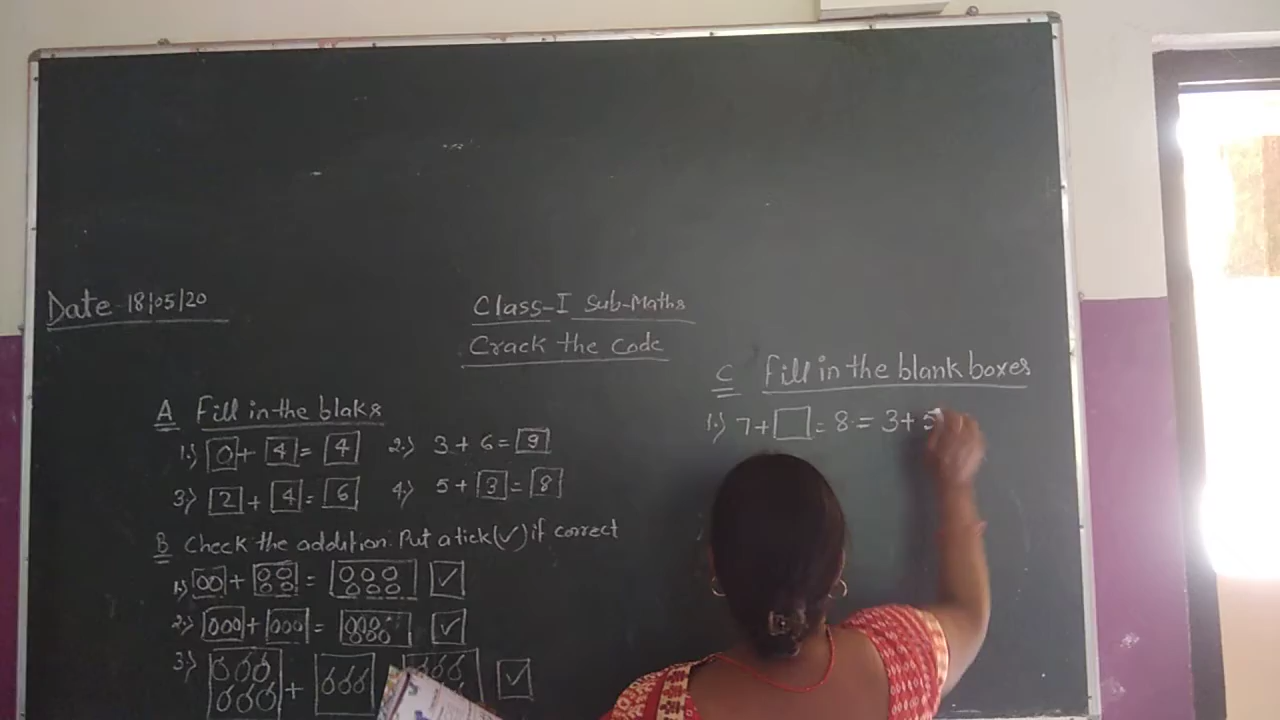 Date-18/05/20
Class-I Sub-Maths
Crack the Code
A Fill in the blaks
1.) 0 + 4 = 4 2.) 3 + 6 = 9
3.) 2 + 4 = 6 4.) 5 + 3 = 8
B Check the addition. Put a tick (✓) if correct
1.) + = ✓
2.) + = ✓
3.) + ✓
C Fill in the blank boxes
1.) 7 + □ = 8 = 3 + 5